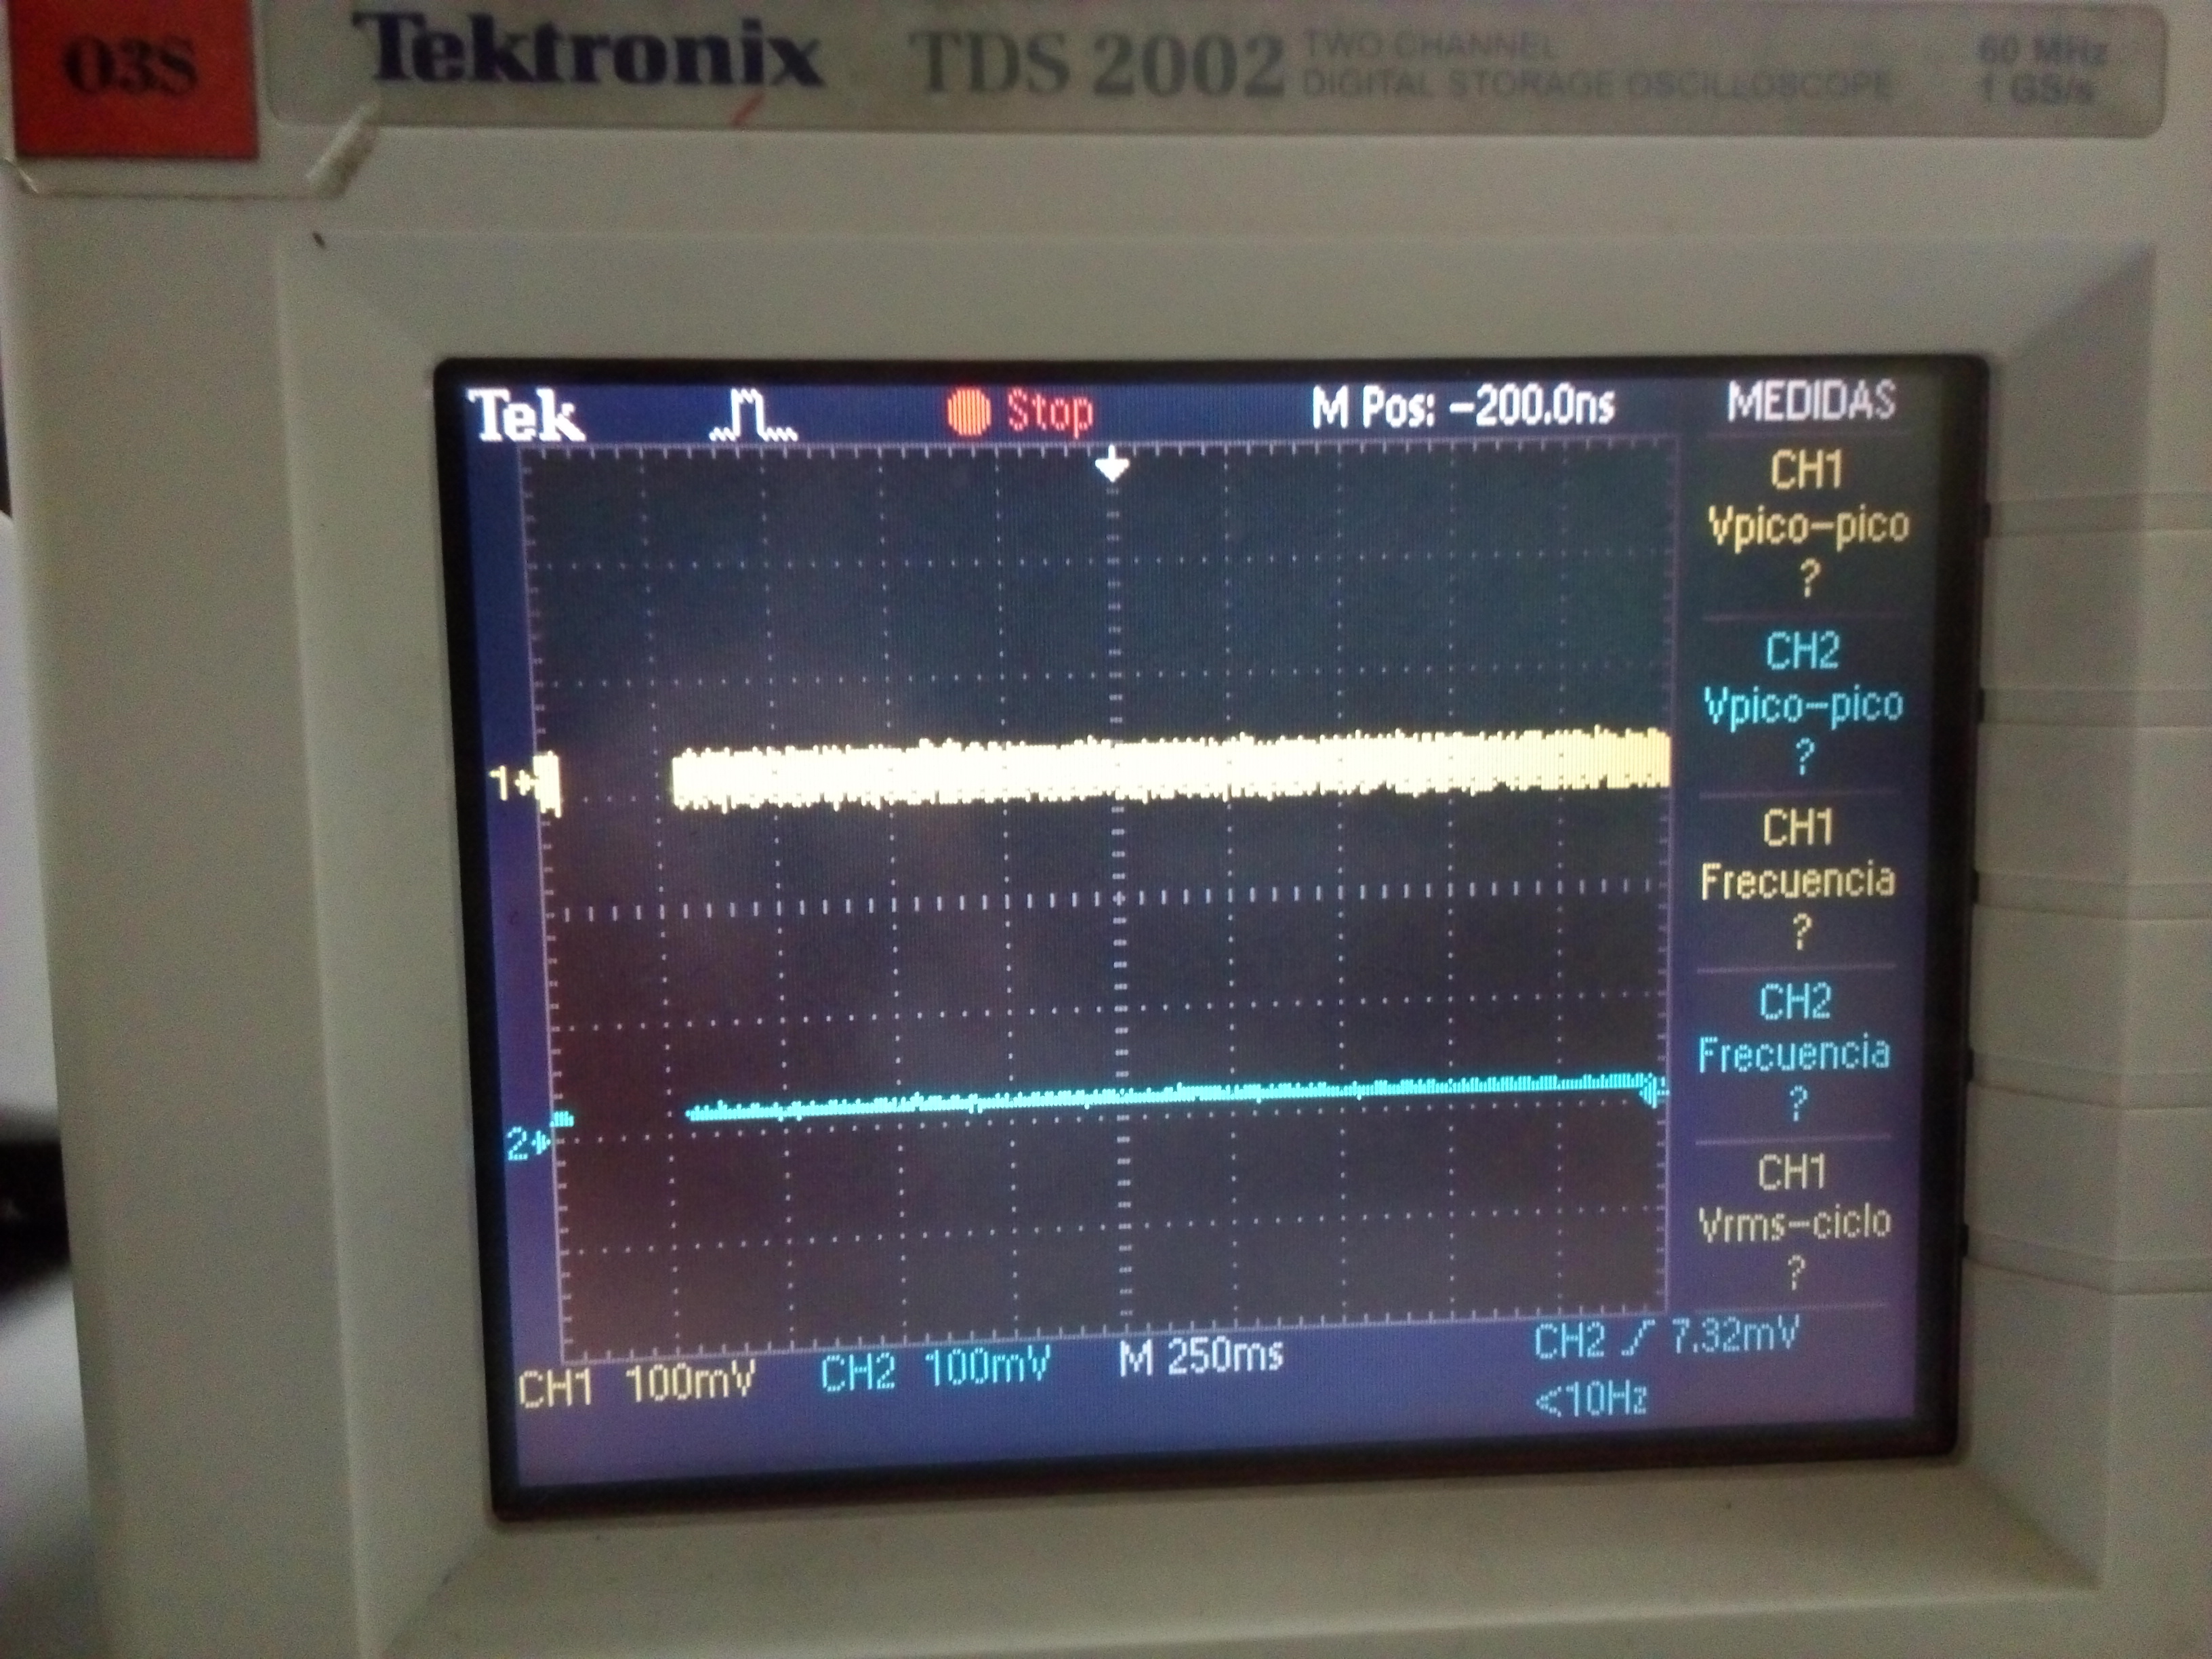 03S
Tektronix TDS 2002 TWO CHANNEL
DIGITAL STORAGE OSCILLOSCOPE
60 MHz
1 GS/s
Tek Stop M Pos: -200.0ns MEDIDAS
CH1
Vpico-pico
?
CH2
Vpico-pico
?
CH1
Frecuencia
?
CH2
Frecuencia
?
CH1
Vrms-ciclo
?
1
2
CH1 100mV CH2 100mV M 250ms CH2 7.32mV
<10Hz